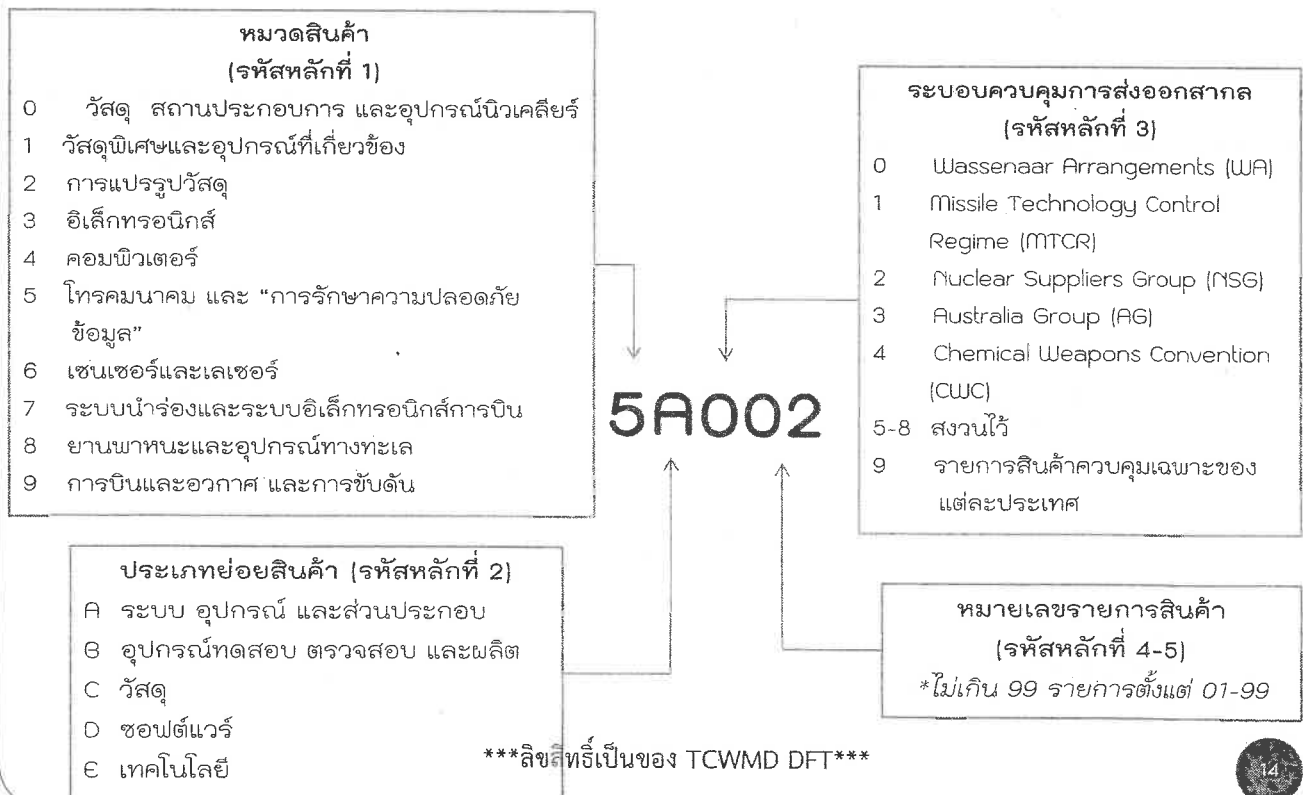 หมวดสินค้า
(รหัสหลักที่ 1)
0 วัสดุ สถานประกอบการ และอุปกรณ์นิวเคลียร์
1 วัสดุพิเศษและอุปกรณ์ที่เกี่ยวข้อง
2 การแปรรูปวัสดุ
3 อิเล็กทรอนิกส์
4 คอมพิวเตอร์
5 โทรคมนาคม และ “การรักษาความปลอดภัย
ข้อมูล”
6 เซ่นเซอร์และเลเซอร์
7 ระบบนำร่องและระบบอิเล็กทรอนิกส์การบิน
8 ยานพาหนะและอุปกรณ์ทางทะเล
9 การบินและอวกาศ และการขับดัน
ระบอบควบคุมการส่งออกสากล
(รหัสหลักที่ 3)
0 Wassenaar Arrangements (WA)
1 Missile Technology Control
Regime (MTCR)
2 Nuclear Suppliers Group (NSG)
3 Australia Group (AG)
4 Chemical Weapons Convention
(CWC)
5-8 สงวนไว้
9 รายการสินค้าควบคุมเฉพาะของ
แต่ละประเทศ
5A002
ประเภทย่อยสินค้า (รหัสหลักที่ 2)
A ระบบ อุปกรณ์ และส่วนประกอบ
B อุปกรณ์ทดสอบ ตรวจสอบ และผลิต
C วัสดุ
D ซอฟต์แวร์
E เทคโนโลยี
หมายเลขรายการสินค้า
(รหัสหลักที่ 4-5)
*ไม่เกิน 99 รายการตั้งแต่ 01-99
***ลิขสิทธิ์เป็นของ TCWMD DFT***
14